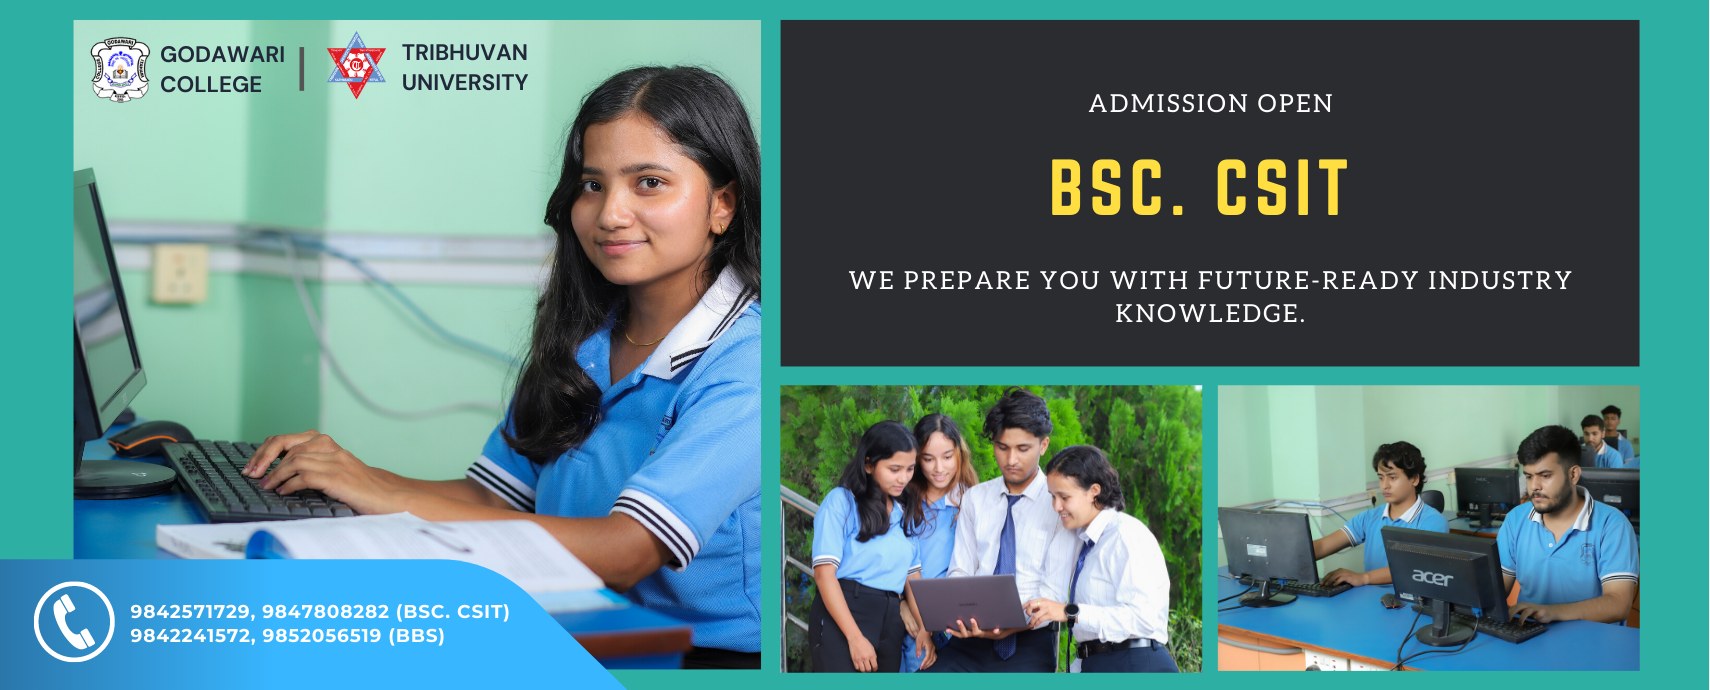 GODAWARI
COLLEGE
TRIBHUVAN
UNIVERSITY
ADMISSION OPEN
BSC. CSIT
WE PREPARE YOU WITH FUTURE-READY INDUSTRY
KNOWLEDGE.
acer
9842571729, 9847808282 (BSC. CSIT)
9842241572, 9852056519 (BBS)